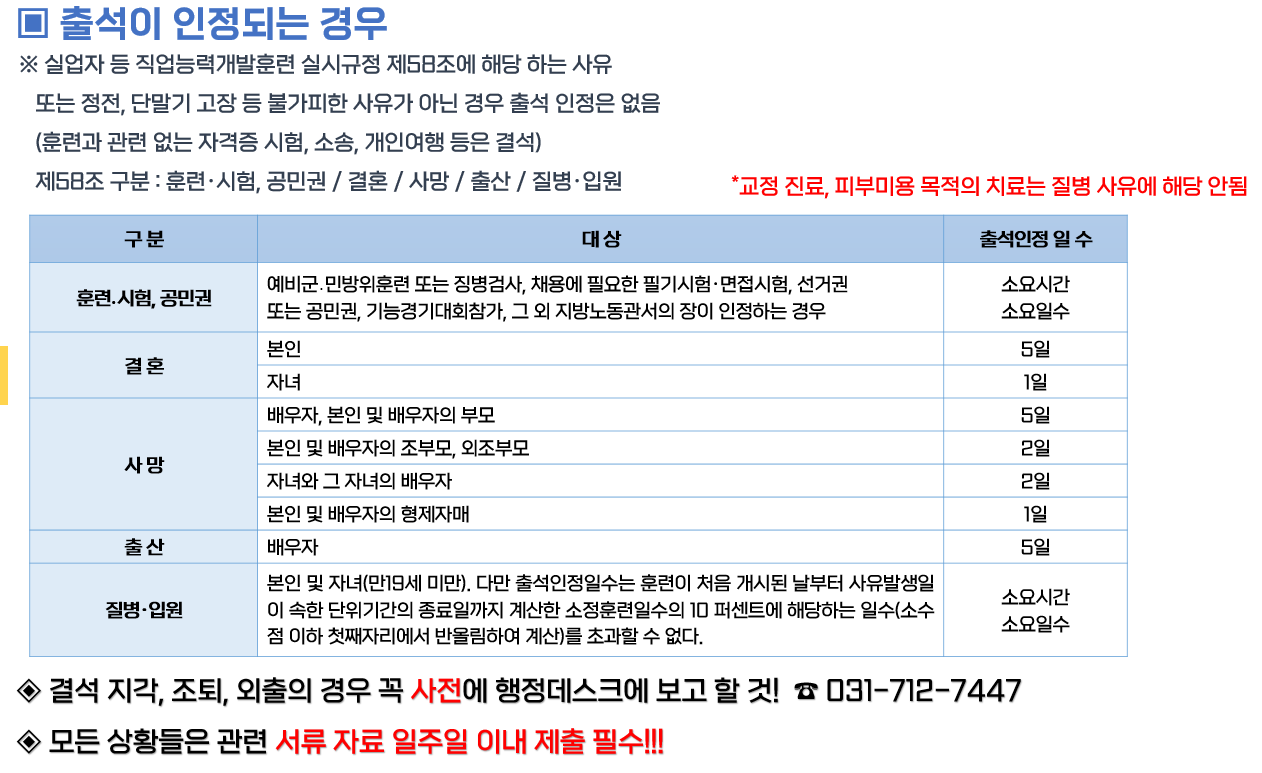 ▣ 출석이 인정되는 경우
※ 실업자 등 직업능력개발훈련 실시규정 제58조에 해당 하는 사유
또는 정전, 단말기 고장 등 불가피한 사유가 아닌 경우 출석 인정은 없음
(훈련과 관련 없는 자격증 시험, 소송, 개인여행 등은 결석)
제58조 구분 : 훈련·시험, 공민권 / 결혼 / 사망 / 출산 / 질병·입원
*교정 진료, 피부미용 목적의 치료는 질병 사유에 해당 안됨
구 분 대 상 출석인정 일 수
훈련.시험, 공민권
예비군.민방위훈련 또는 징병검사, 채용에 필요한 필기시험·면접시험, 선거권
또는 공민권, 기능경기대회참가, 그 외 지방노동관서의 장이 인정하는 경우
소요시간
소요일수
결 혼
본인 5일
자녀 1일
사 망
배우자, 본인 및 배우자의 부모 5일
본인 및 배우자의 조부모, 외조부모 2일
자녀와 그 자녀의 배우자 2일
본인 및 배우자의 형제자매 1일
출 산 배우자 5일
질병·입원
본인 및 자녀(만19세 미만). 다만 출석인정일수는 훈련이 처음 개시된 날부터 사유발생일
이 속한 단위기간의 종료일까지 계산한 소정훈련일수의 10 퍼센트에 해당하는 일수(소수
점 이하 첫째자리에서 반올림하여 계산)를 초과할 수 없다.
소요시간
소요일수
◈ 결석 지각, 조퇴, 외출의 경우 꼭 사전에 행정데스크에 보고 할 것! ☎ 031-712-7447
◈ 모든 상황들은 관련 서류 자료 일주일 이내 제출 필수!!!